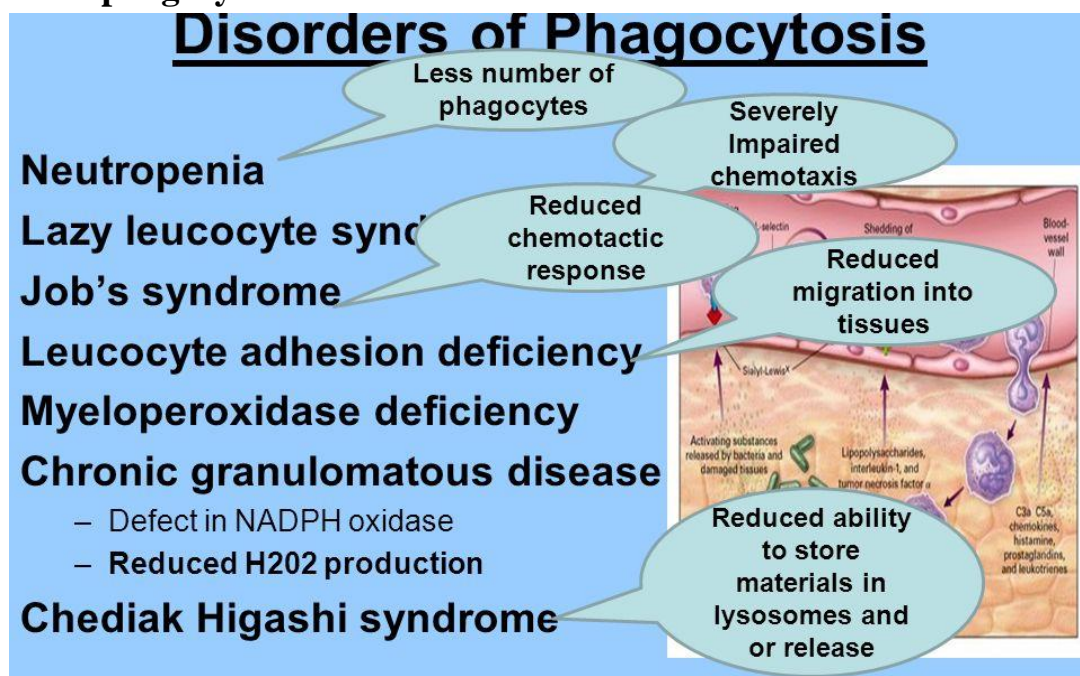 Disorders of Phagocytosis
Less number of
phagocytes
Severely
Impaired
chemotaxis
Neutropenia
Lazy leucocyte
Reduced
chemotactic
response
Job's syndrome
Reduced
migration into
tissues
Leucocyte adhesion deficiency
Myeloperoxidase deficiency
Chronic granulomatous disease
– Defect in NADPH oxidase
– Reduced H202 production
Chediak Higashi syndrome
Reduced ability
to store
materials in
lysosomes and
or release
Shedding of
Blood-
vessel
wall
Sialyl-Lewisˣ
Activating substances
released by bacteria and
damaged tissues
Lipopolysaccharides,
interleukin-1, and
tumor necrosis factor α
C3a C5a,
chemokines,
histamine,
prostaglandins,
and leukotrienes